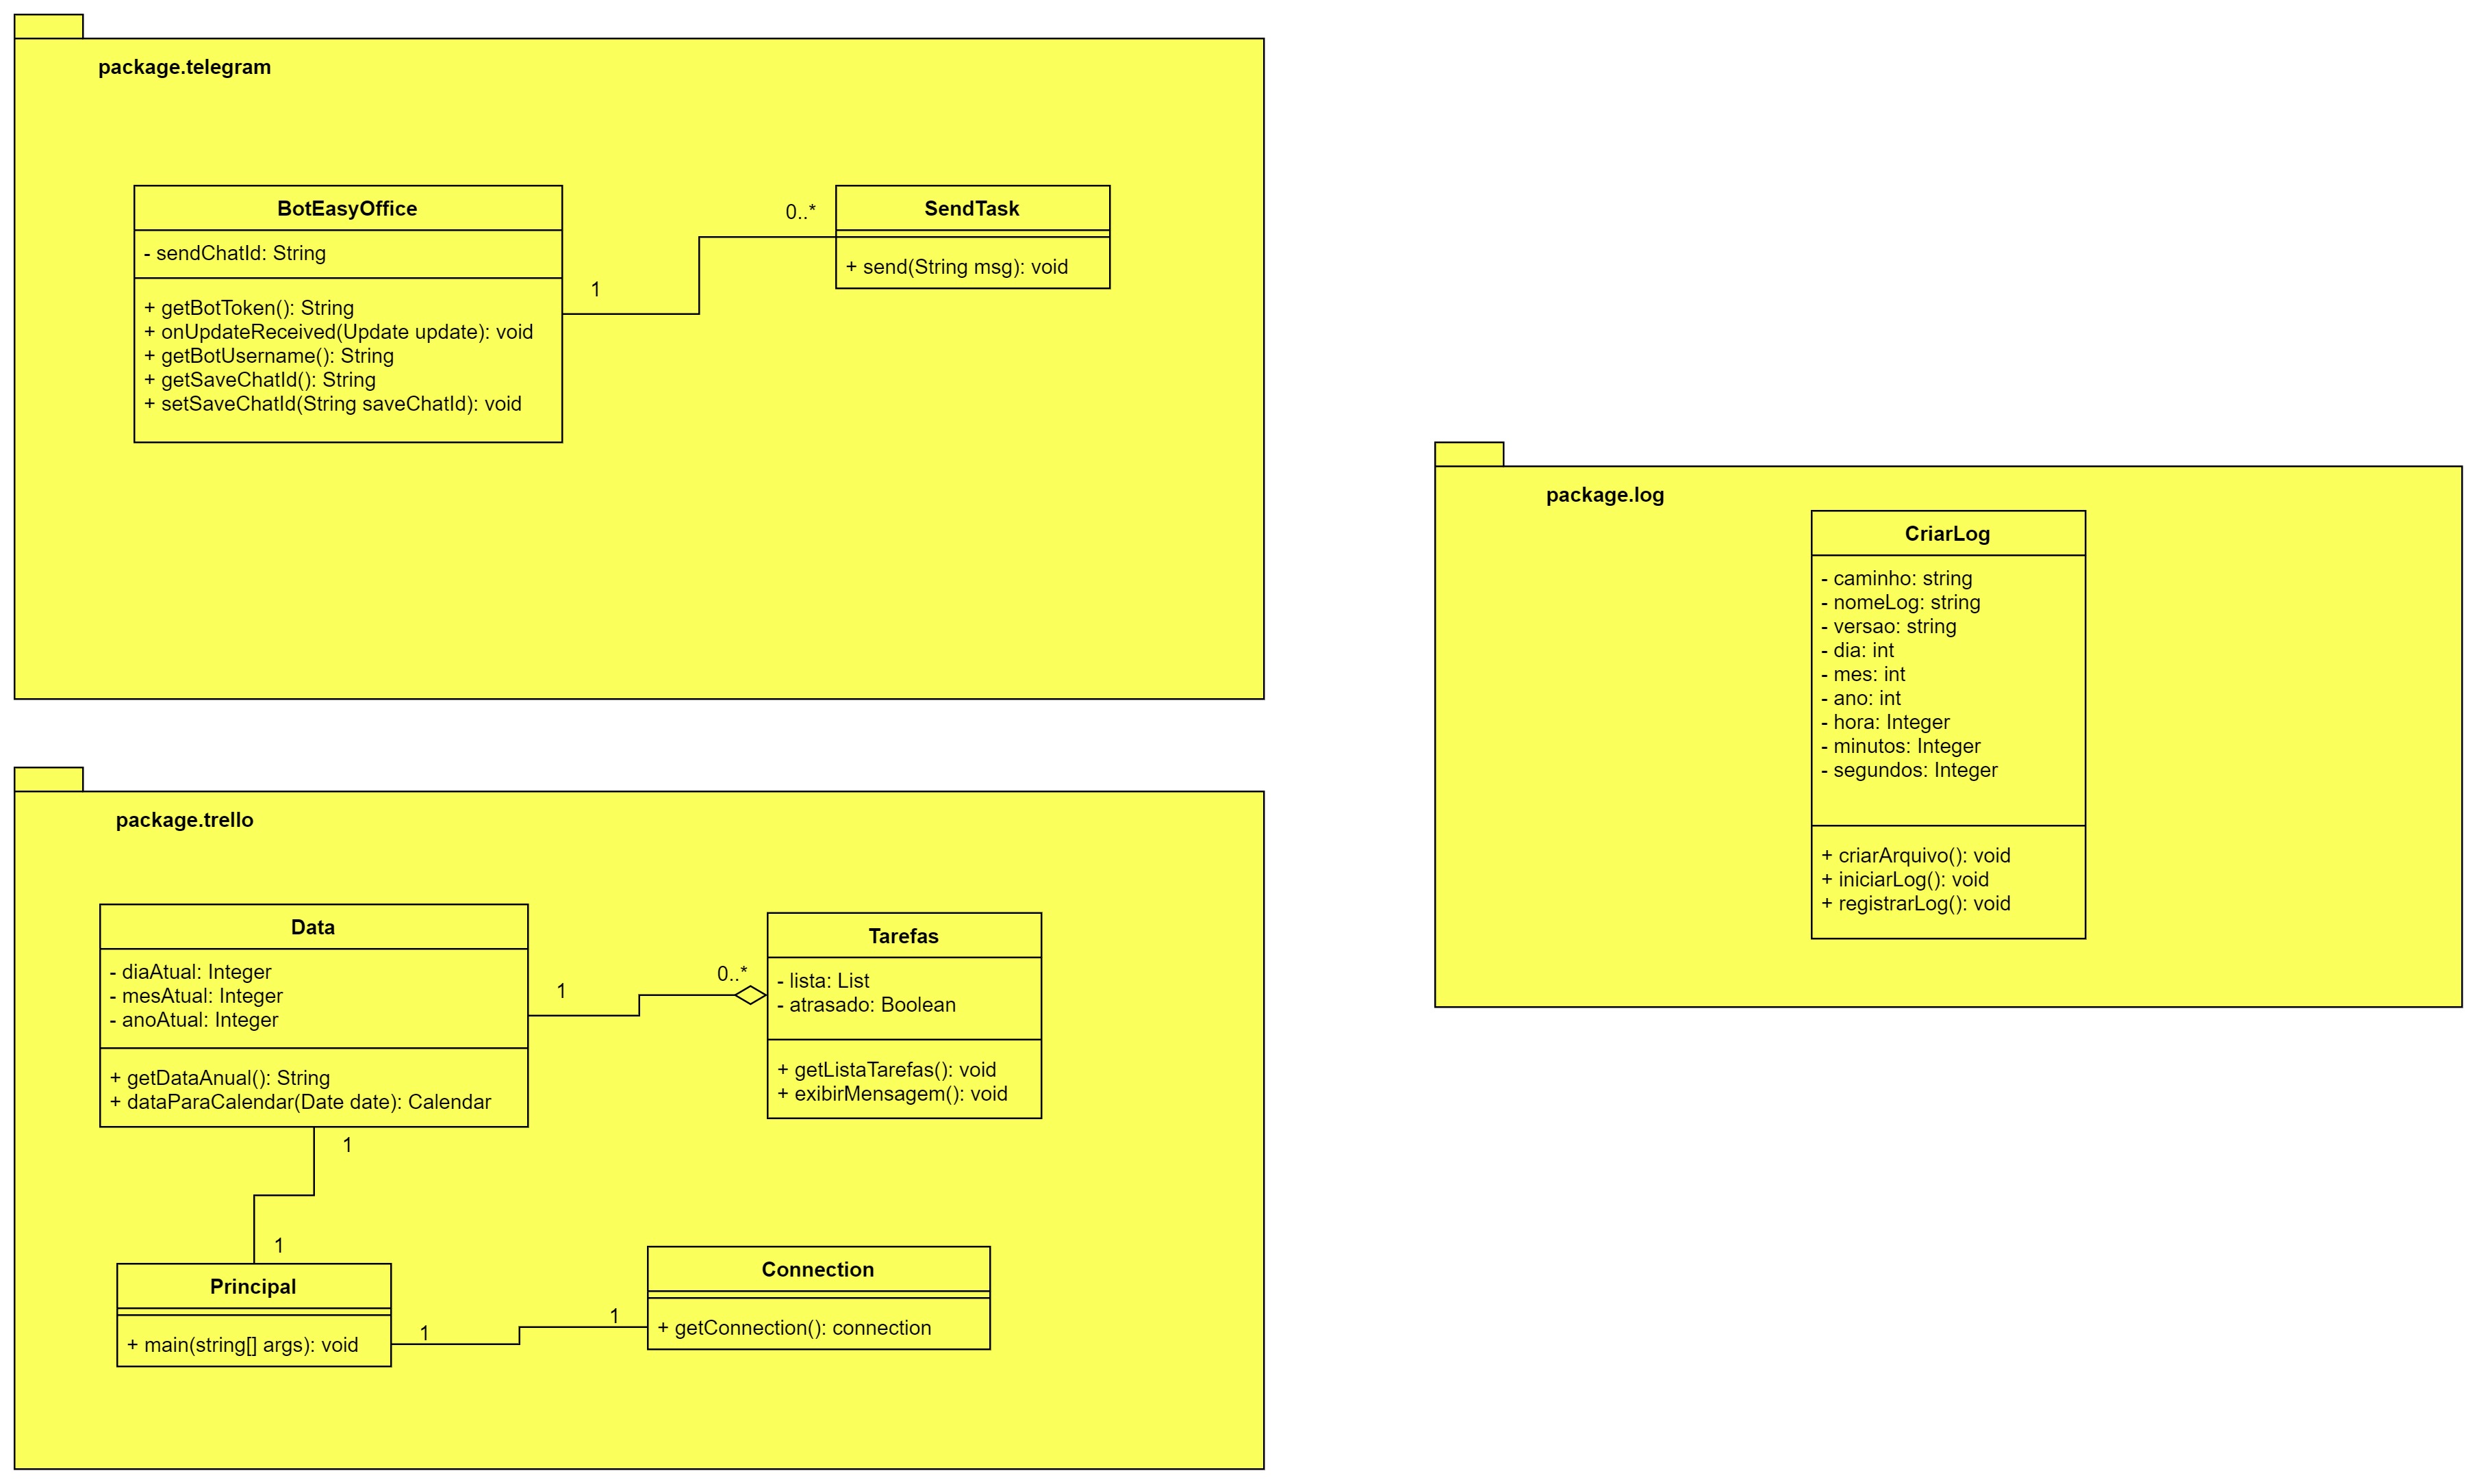 package.telegram
BotEasyOffice
- sendChatId: String
+ getBotToken(): String
+ onUpdateReceived(Update update): void
+ getBotUsername(): String
+ getSaveChatId(): String
+ setSaveChatId(String saveChatId): void
1
0..*
SendTask
+ send(String msg): void
package.log
CriarLog
- caminho: string
- nomeLog: string
- versao: string
- dia: int
- mes: int
- ano: int
- hora: Integer
- minutos: Integer
- segundos: Integer
+ criarArquivo(): void
+ iniciarLog(): void
+ registrarLog(): void
package.trello
Data
- diaAtual: Integer
- mesAtual: Integer
- anoAtual: Integer
+ getDataAnual(): String
+ dataParaCalendar(Date date): Calendar
1
0..*
Tarefas
- lista: List
- atrasado: Boolean
+ getListaTarefas(): void
+ exibirMensagem(): void
1
1
Principal
+ main(string[] args): void
1
1
Connection
+ getConnection(): connection